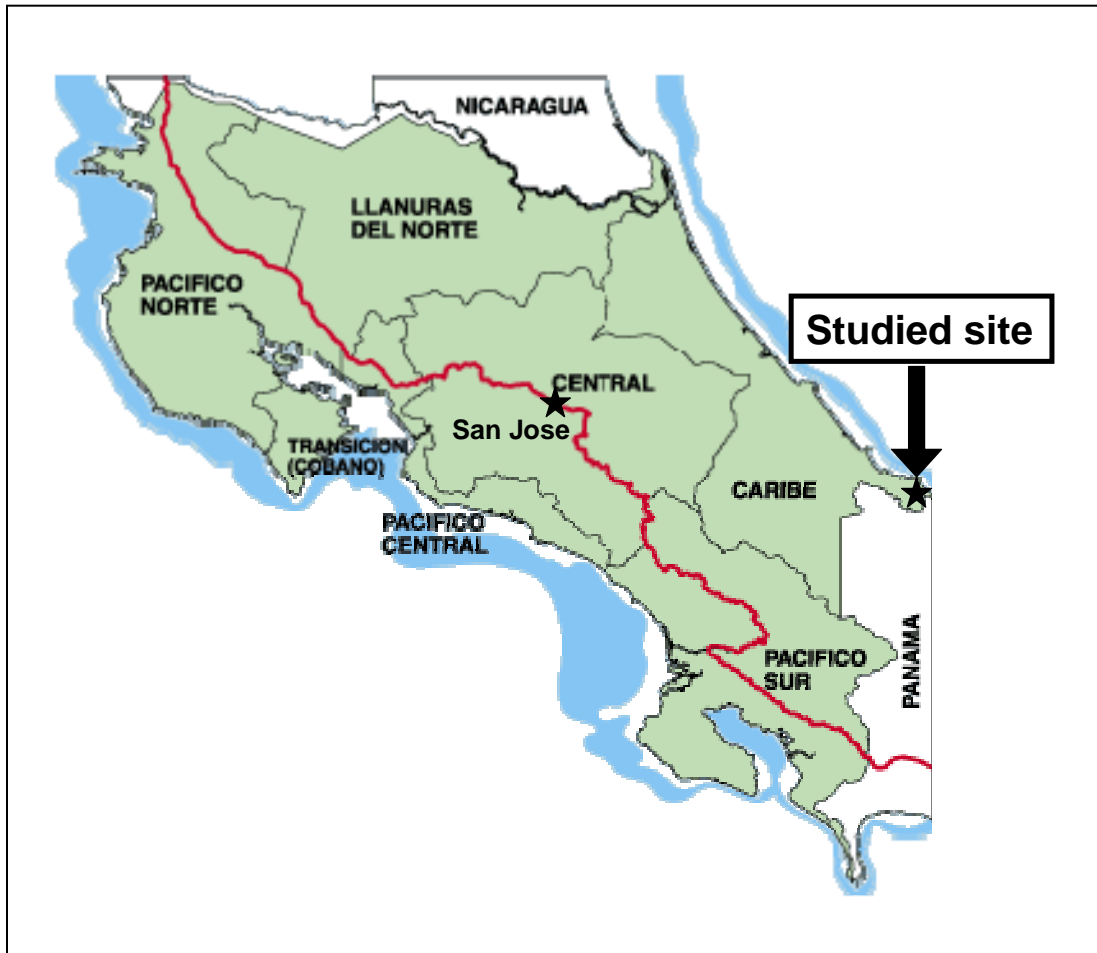 NICARAGUA
LLANURAS
DEL NORTE
PACIFICO
NORTE
Studied site
CENTRAL
San Jose
TRANSICION
(COBANO)
CARIBE
PACIFICO
CENTRAL
PANAMA
PACIFICO
SUR